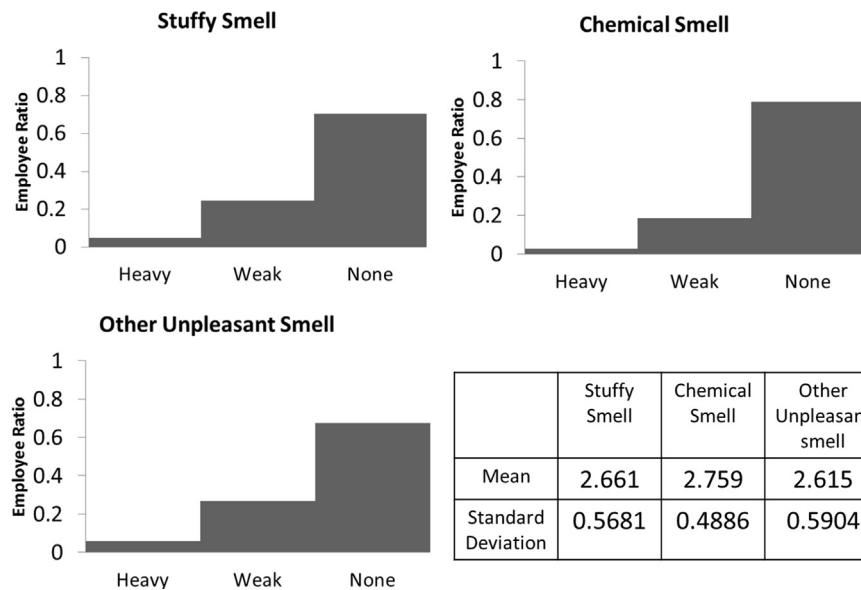 Stuffy Smell
Employee Ratio
1
0.8
0.6
0.4
0.2
0
Heavy Weak None
Chemical Smell
Employee Ratio
1
0.8
0.6
0.4
0.2
0
Heavy Weak None
Other Unpleasant Smell
Employee Ratio
1
0.8
0.6
0.4
0.2
0
Heavy Weak None
Stuffy Chemical Other
Smell Smell Unpleasan
smell
Mean 2.661 2.759 2.615
Standard 0.5681 0.4886 0.5904
Deviation